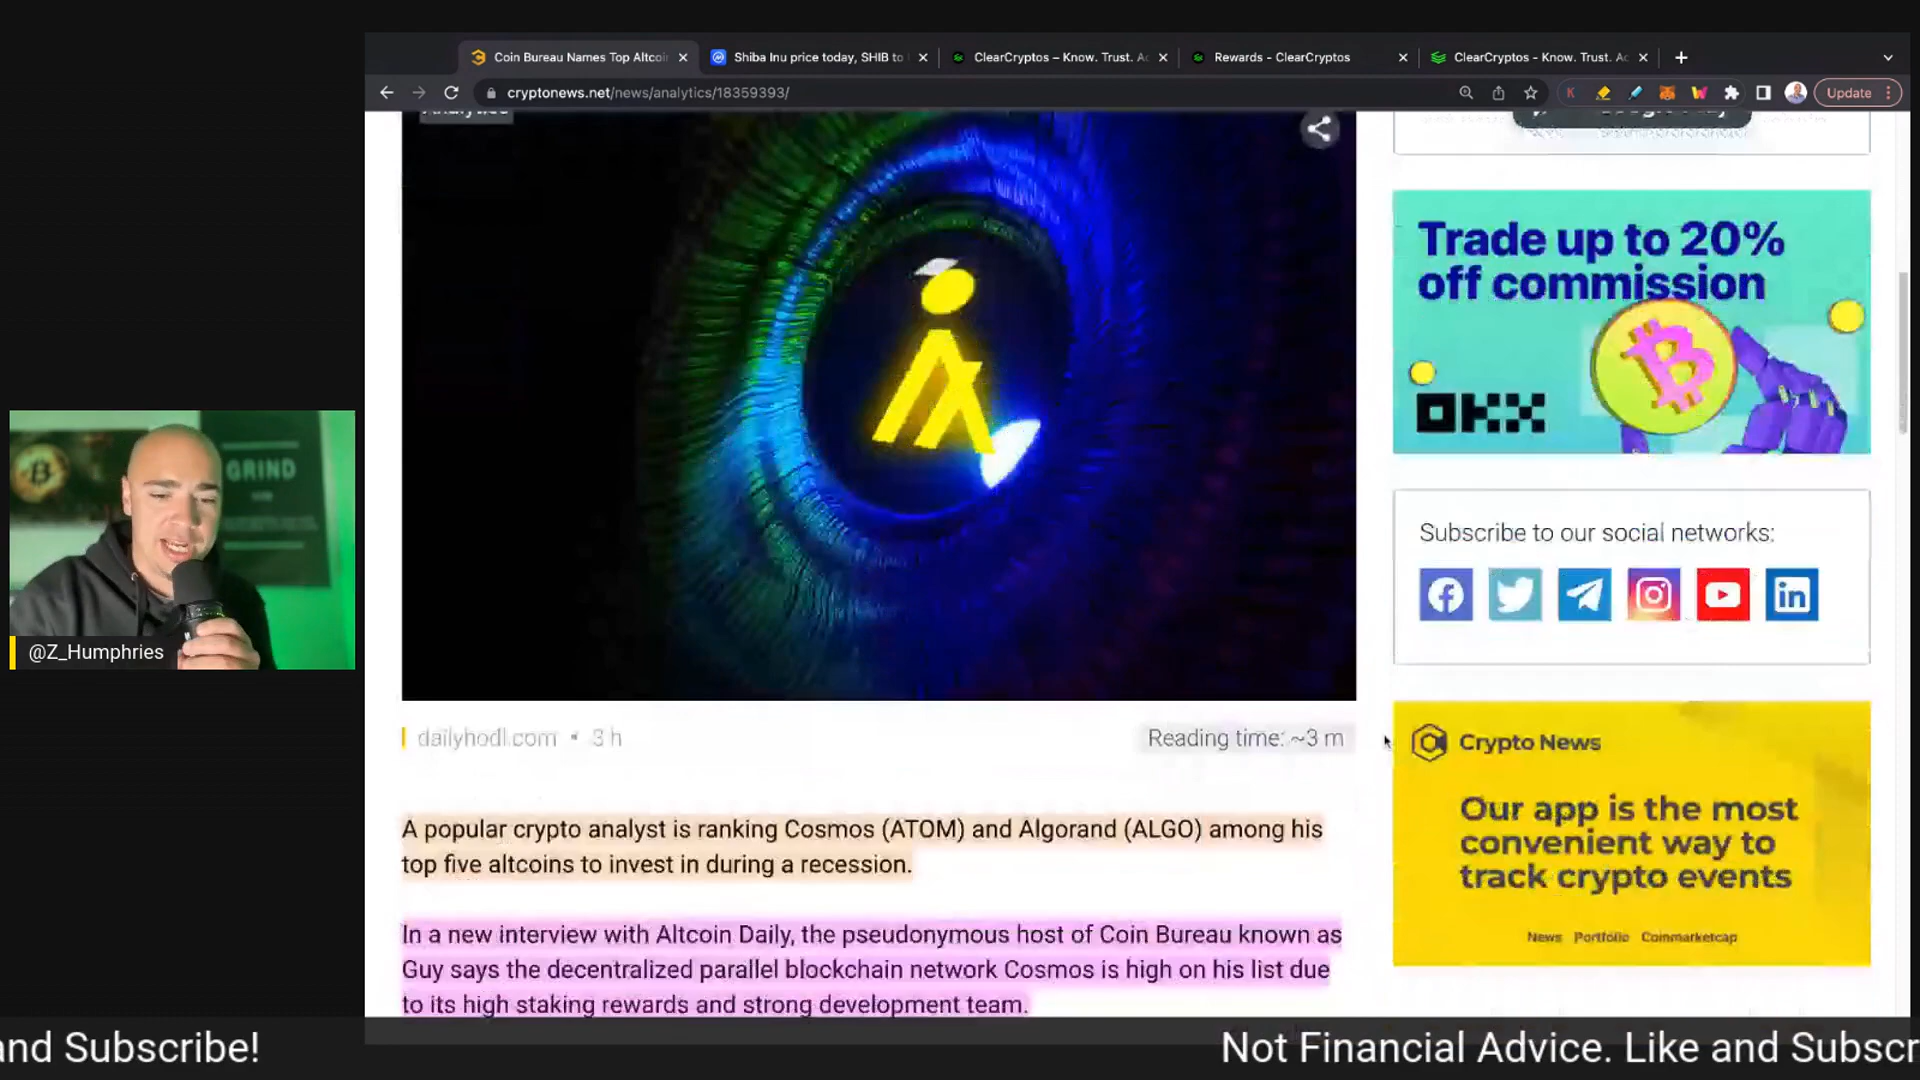 Coin Bureau Names Top Altcoi
Shiba Inu price today, SHIB to
ClearCryptos – Know. Trust. Ac
Rewards - ClearCryptos
ClearCryptos - Know. Trust. Ac
cryptonews.net/news/analytics/18359393/
Update
Trade up to 20%
off commission
OKX
Subscribe to our social networks:
GRIND
@Z_Humphries
dailyhodl.com • 3 h
Reading time: ~3 m
Crypto News
Our app is the most
convenient way to
track crypto events
News Portfolio Coinmarketcap
A popular crypto analyst is ranking Cosmos (ATOM) and Algorand (ALGO) among his
top five altcoins to invest in during a recession.
In a new interview with Altcoin Daily, the pseudonymous host of Coin Bureau known as
Guy says the decentralized parallel blockchain network Cosmos is high on his list due
to its high staking rewards and strong development team.
and Subscribe!
Not Financial Advice. Like and Subscr